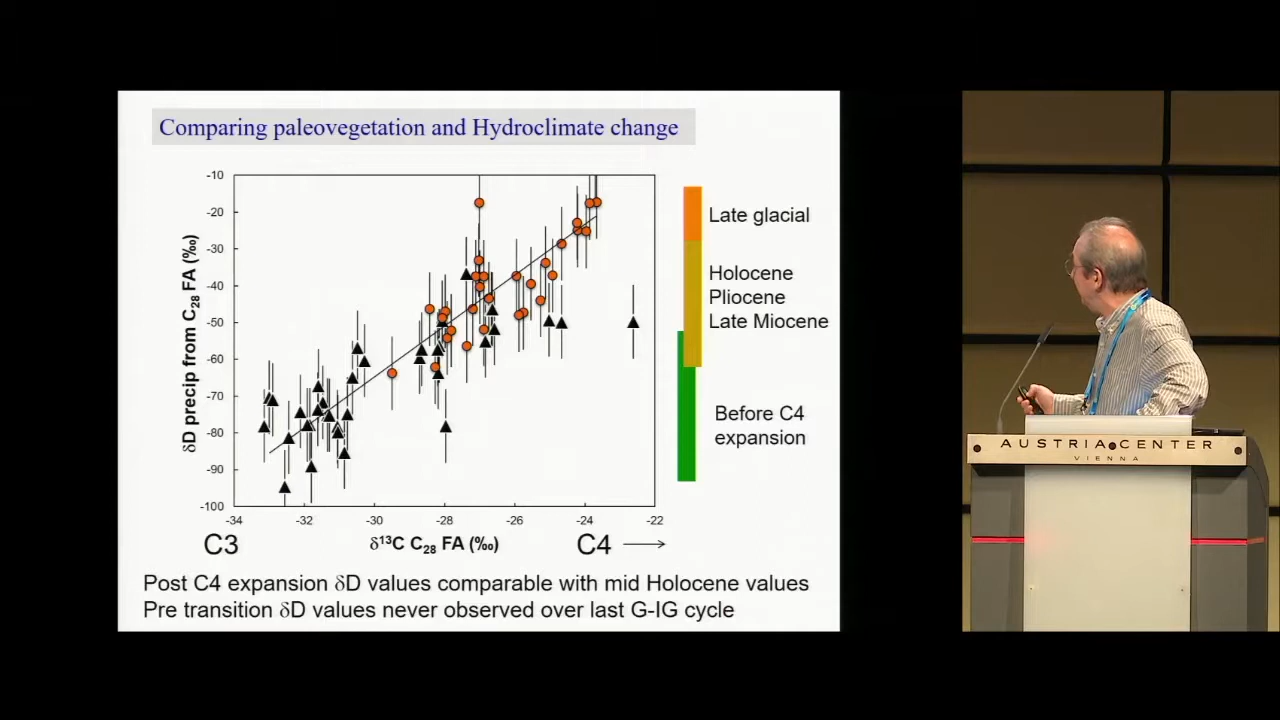 Comparing paleovegetation and Hydroclimate change
-10
-20
-30
-40
-50
-60
-70
-80
-90
-100
δD precip from C28 FA (‰)
-34
-32
-30
-28
-26
-24
-22
C3
δ¹³C C28 FA (‰)
C4
Late glacial
Holocene
Pliocene
Late Miocene
Before C4
expansion
Post C4 expansion δD values comparable with mid Holocene values
Pre transition δD values never observed over last G-IG cycle
AUSTRIA CENTER
VIENNA